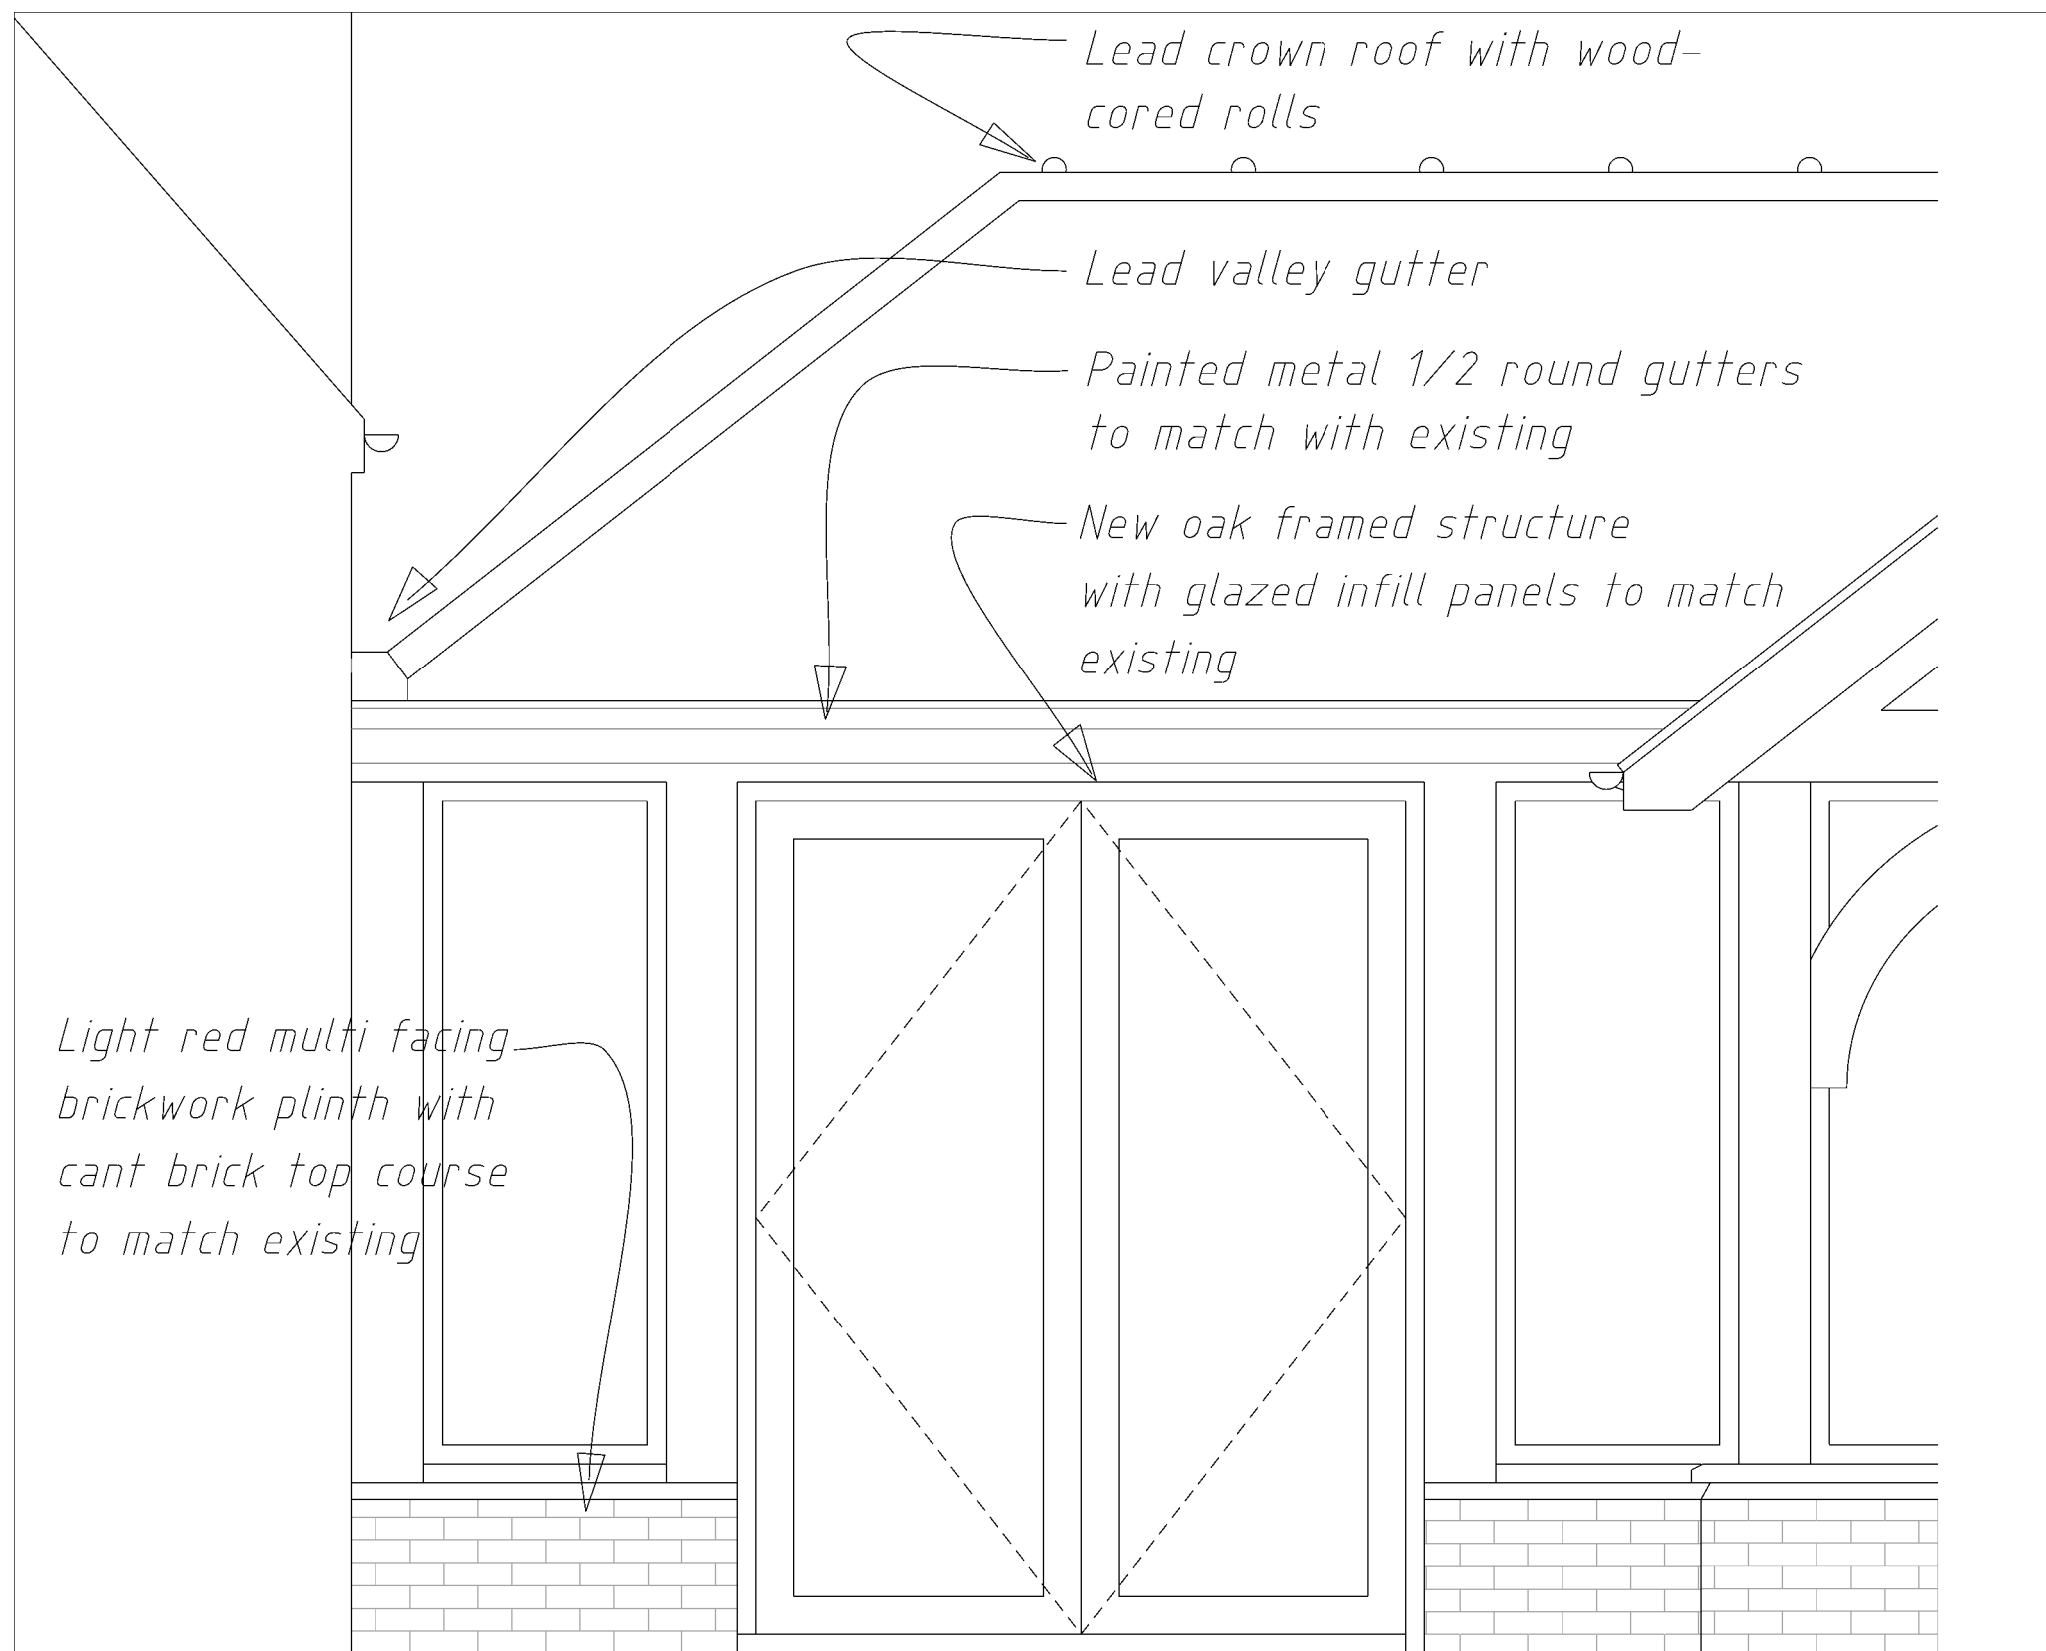 Lead crown roof with wood-
cored rolls
Lead valley gutter
Painted metal 1/2 round gutters
to match with existing
New oak framed structure
with glazed infill panels to match
existing
Light red multi facing
brickwork plinth with
cant brick top course
to match existing